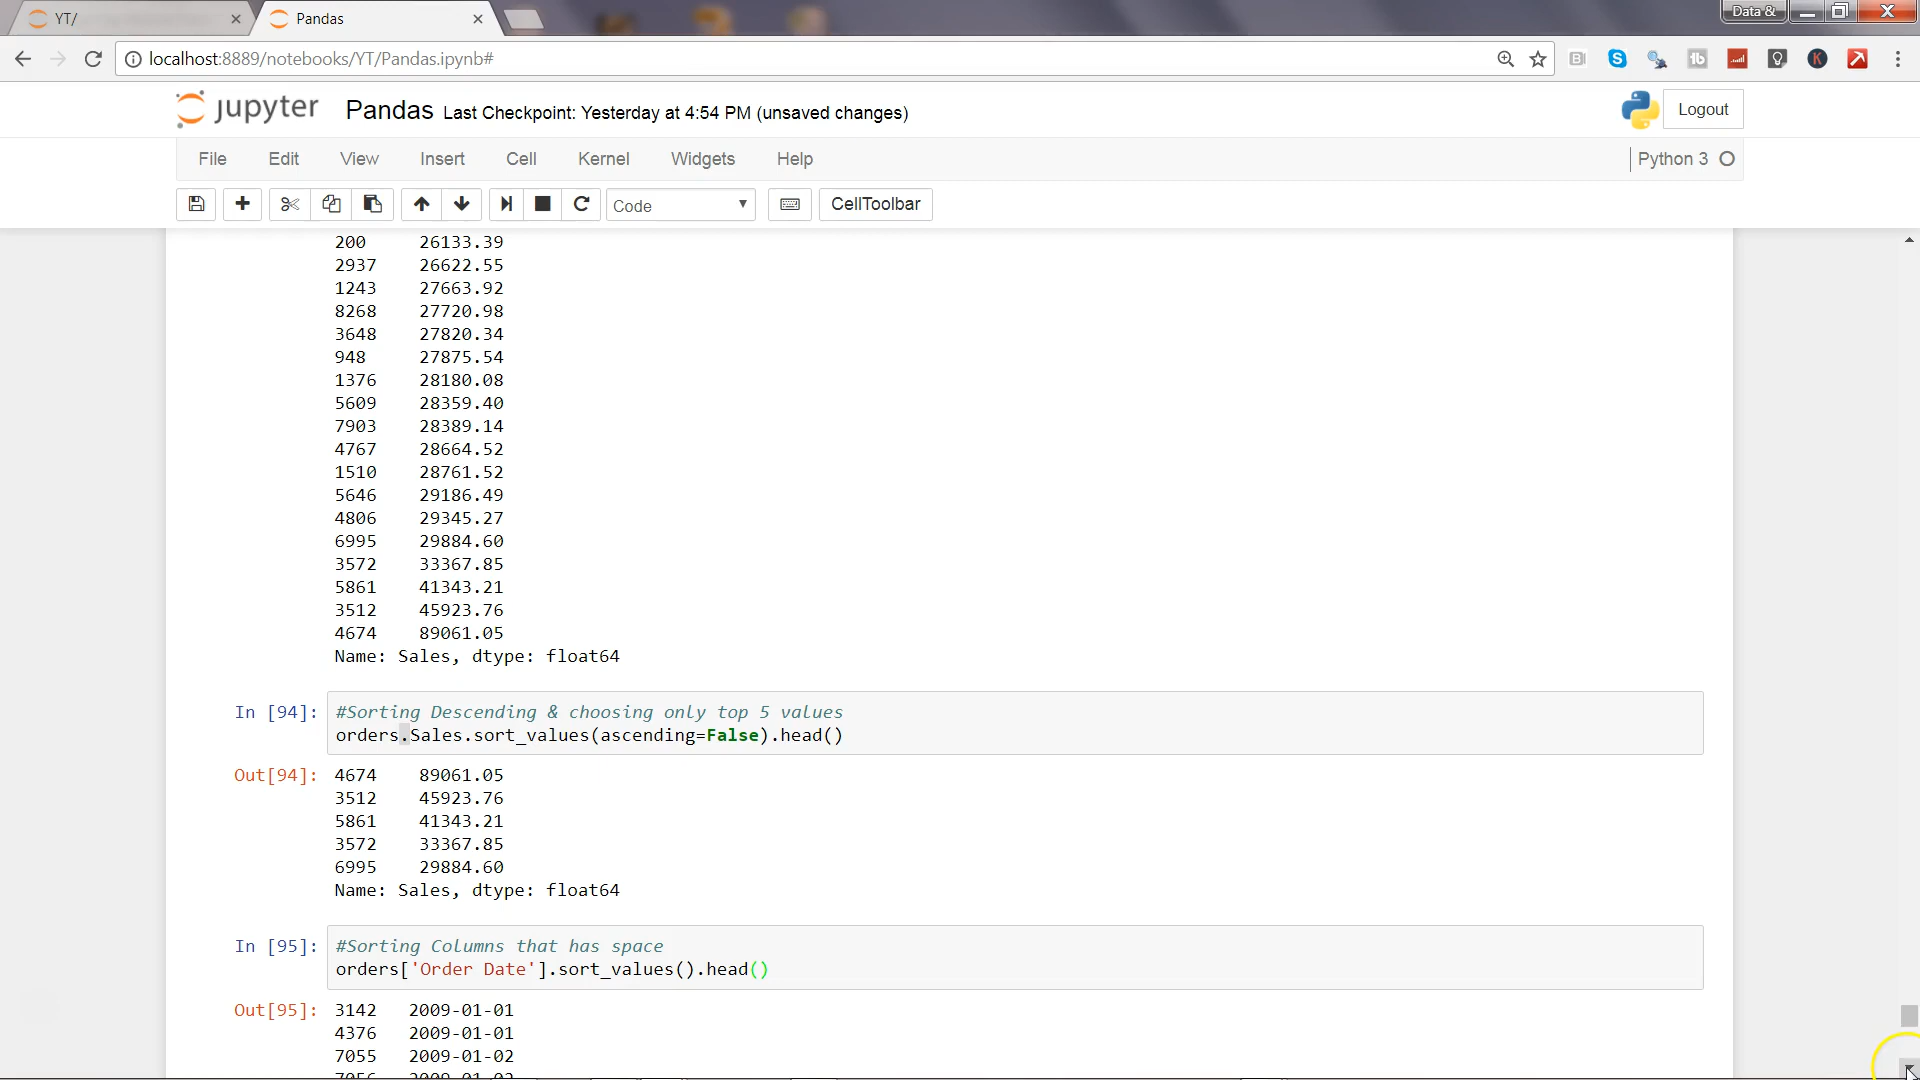 YT/
Pandas
Data &
localhost:8889/notebooks/YT/Pandas.ipynb#
jupyter Pandas Last Checkpoint: Yesterday at 4:54 PM (unsaved changes)
Logout
File Edit View Insert Cell Kernel Widgets Help
Python 3
Code
CellToolbar
200 26133.39
2937 26622.55
1243 27663.92
8268 27720.98
3648 27820.34
948 27875.54
1376 28180.08
5609 28359.40
7903 28389.14
4767 28664.52
1510 28761.52
5646 29186.49
4806 29345.27
6995 29884.60
3572 33367.85
5861 41343.21
3512 45923.76
4674 89061.05
Name: Sales, dtype: float64
In [94]: #Sorting Descending & choosing only top 5 values
orders.Sales.sort_values(ascending=False).head()
Out[94]: 4674 89061.05
3512 45923.76
5861 41343.21
3572 33367.85
6995 29884.60
Name: Sales, dtype: float64
In [95]: #Sorting Columns that has space
orders['Order Date'].sort_values().head()
Out[95]: 3142 2009-01-01
4376 2009-01-01
7055 2009-01-02